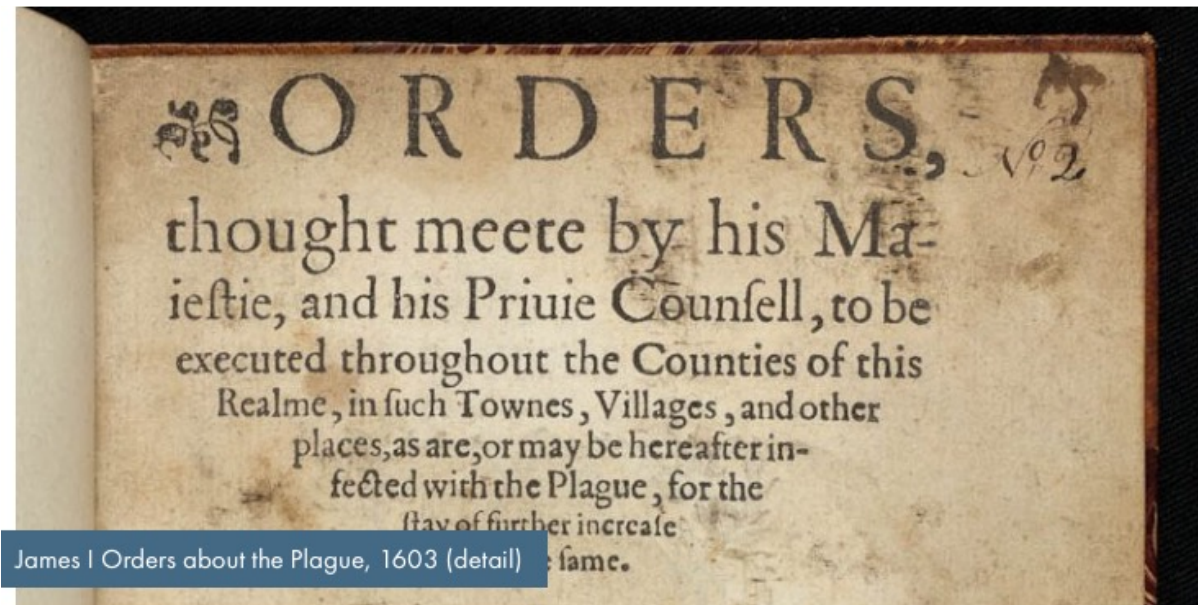 ORDERS,
No 2
thought meete by his Ma-
ieſtie, and his Priuie Counſell, to be
executed throughout the Counties of this
Realme, in ſuch Townes, Villages, and other
places, as are, or may be hereafter in-
fected with the Plague, for the
ſtay of further increaſe
ſame.
James I Orders about the Plague, 1603 (detail)